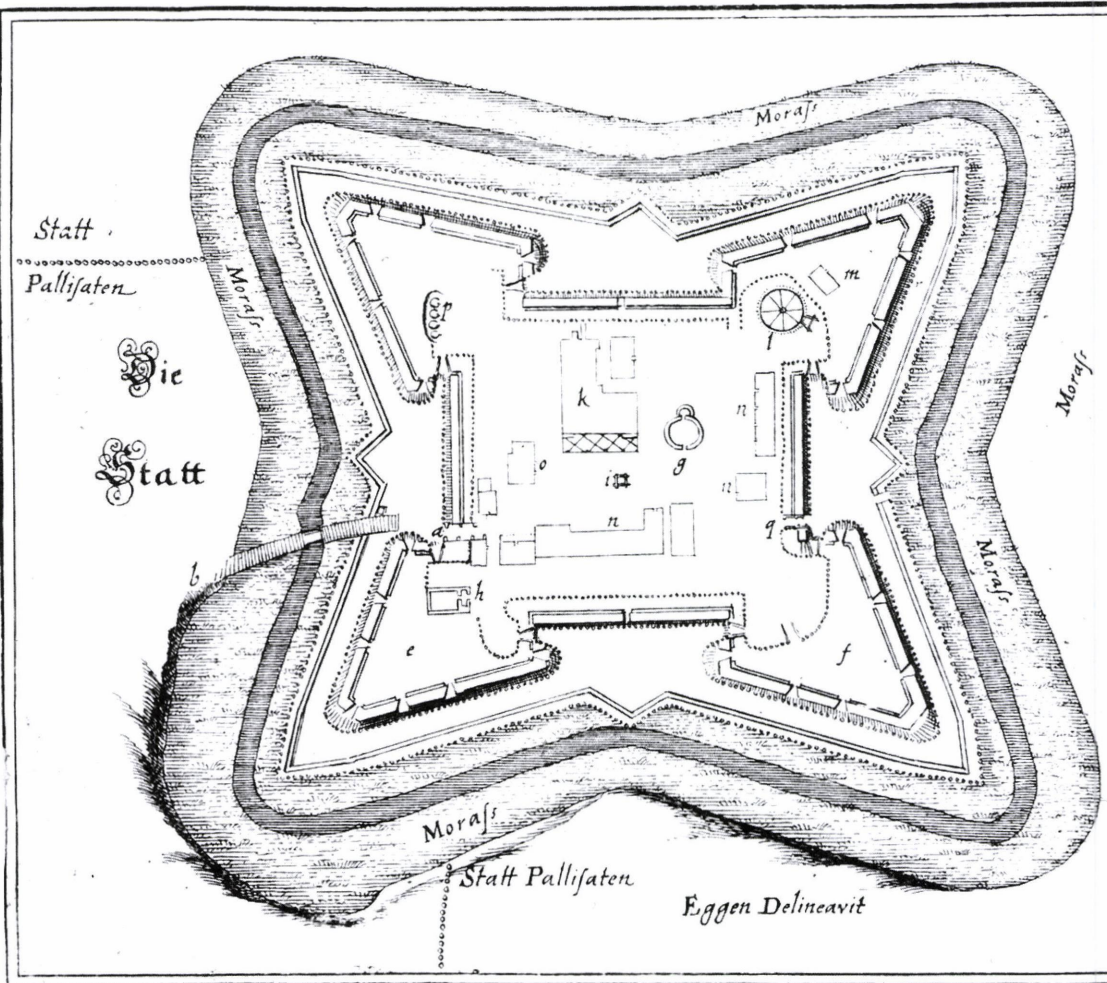 Moraſs
Statt
Palliſaten
Moraſs
Die
Statt
Moraſs
Moraſs
Moraſs
Statt Palliſaten
Eggen Delineavit
p
m
l
k
n
g
o
i
n
n
q
a
b
h
e
f